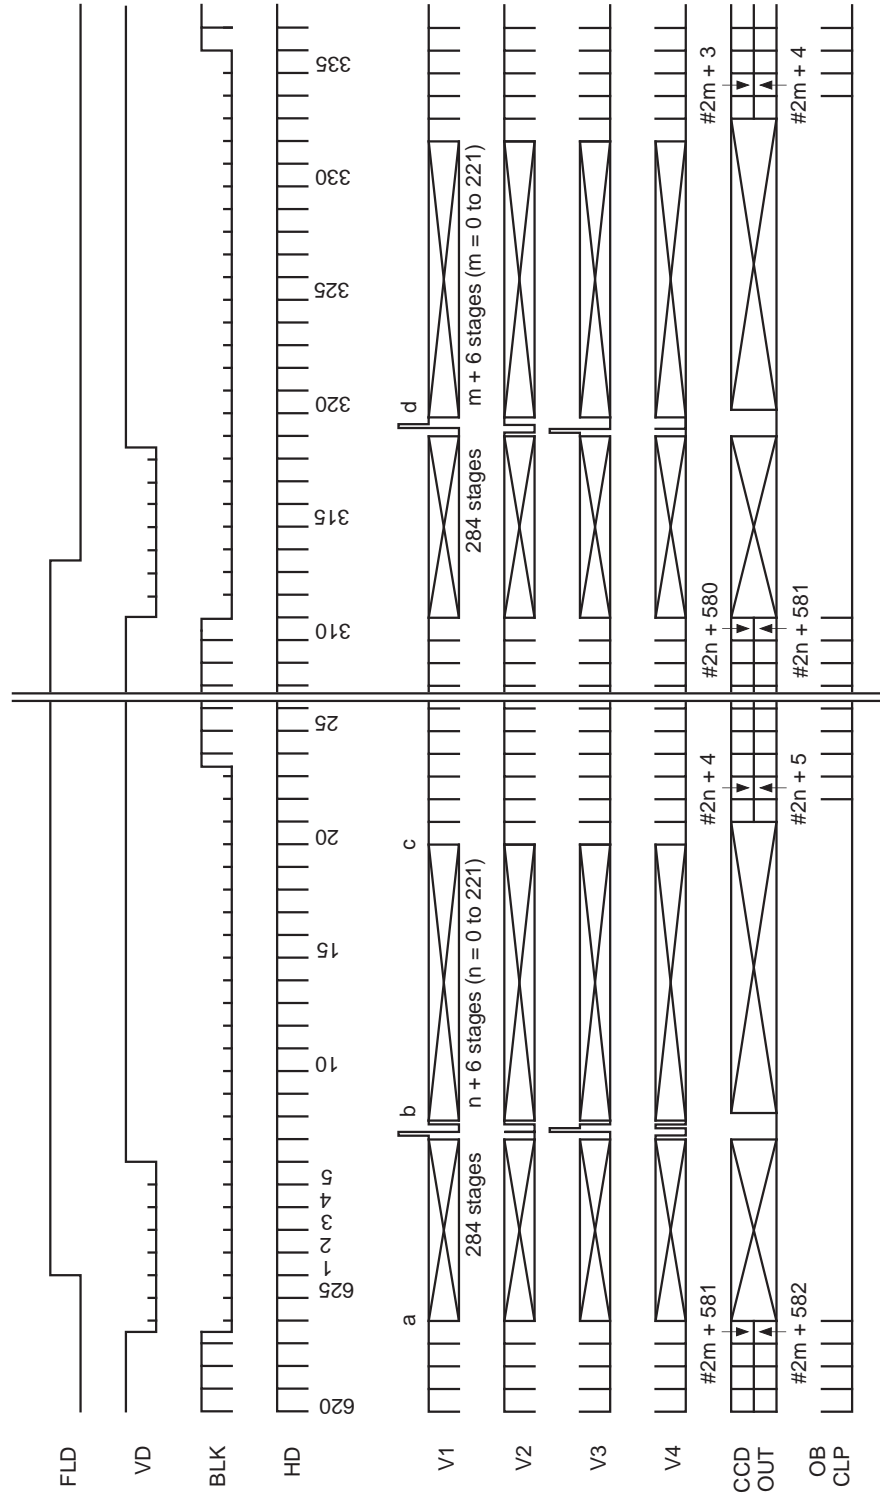 FLD
VD
BLK
HD
620
625
1
2
3
4
5
10
15
20
25
310
315
320
325
330
335
a
b
c
d
V1
284 stages
n + 6 stages (n = 0 to 221)
284 stages
m + 6 stages (m = 0 to 221)
V2
V3
V4
#2m + 581
#2n + 4
#2n + 580
#2m + 3
CCD
OUT
#2m + 582
#2n + 5
#2n + 581
#2m + 4
OB
CLP